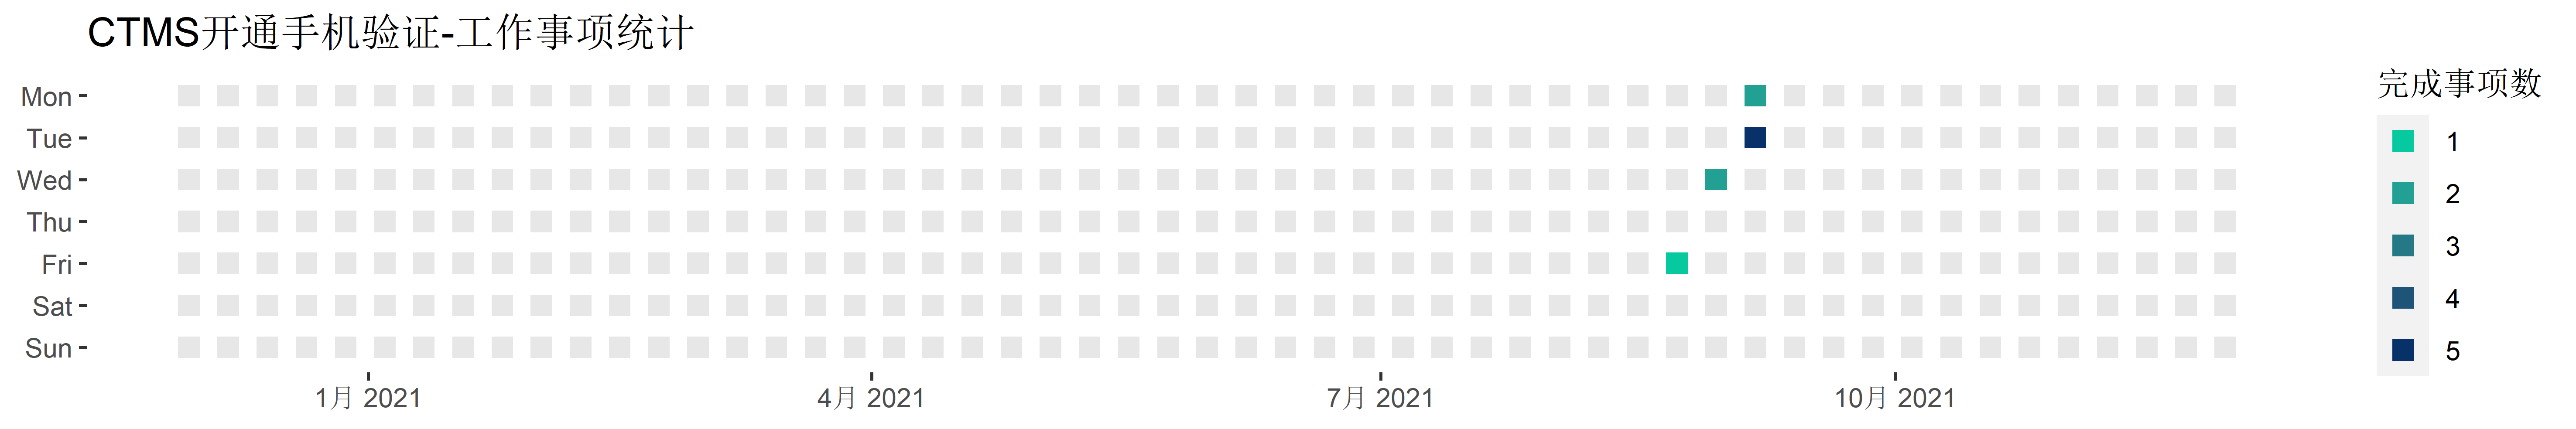 CTMS开通手机验证-工作事项统计
Mon
Tue
Wed
Thu
Fri
Sat
Sun
1月 2021
4月 2021
7月 2021
10月 2021
完成事项数
1
2
3
4
5